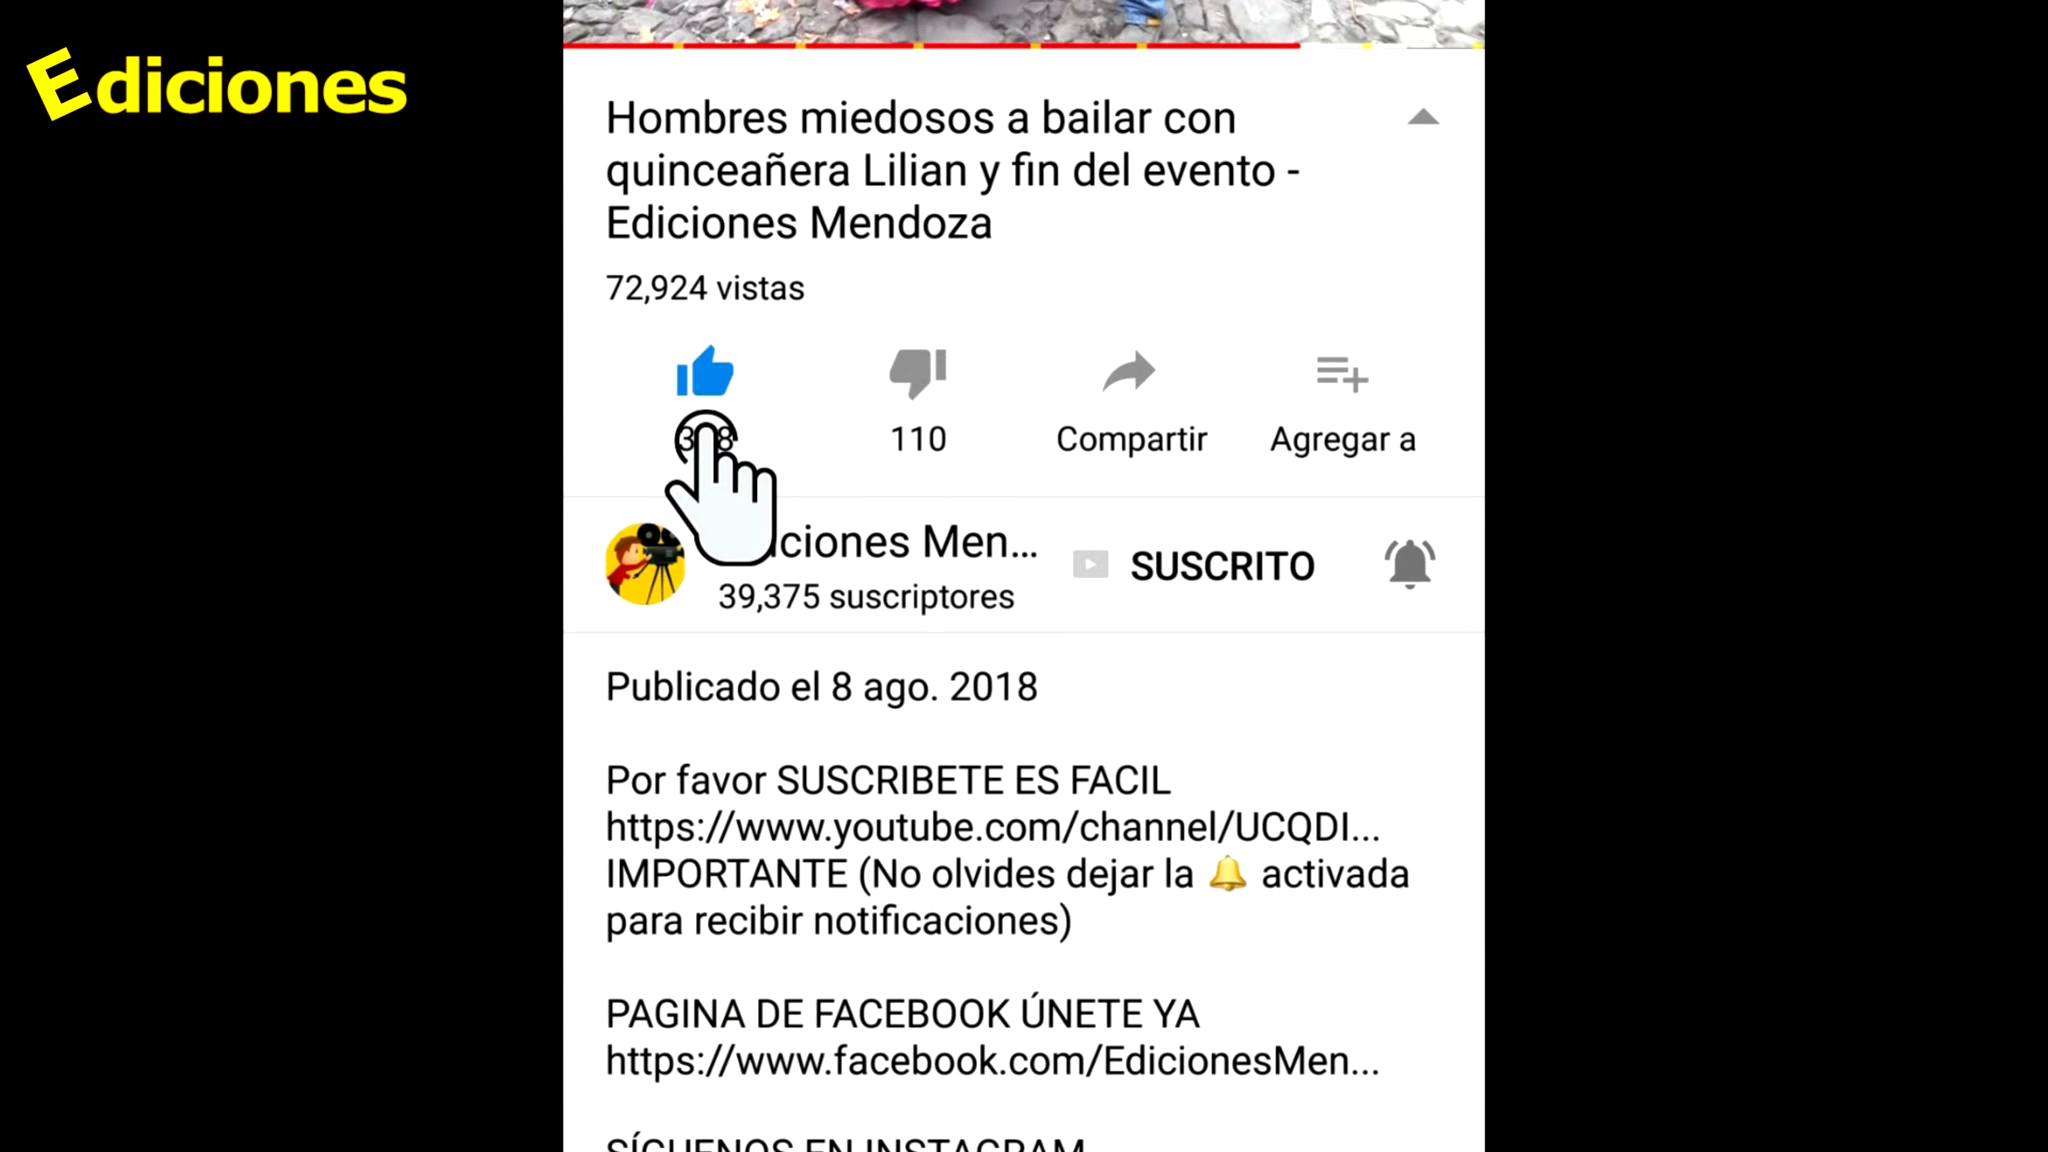 Ediciones
Hombres miedosos a bailar con
quinceañera Lilian y fin del evento -
Ediciones Mendoza
72,924 vistas
110
Compartir
Agregar a
ciones Men...
SUSCRITO
39,375 suscriptores
Publicado el 8 ago. 2018
Por favor SUSCRIBETE ES FACIL
https://www.youtube.com/channel/UCQDI...
IMPORTANTE (No olvides dejar la 🔔 activada
para recibir notificaciones)
PAGINA DE FACEBOOK ÚNETE YA
https://www.facebook.com/EdicionesMen...
SÍGUENOS EN INSTAGRAM